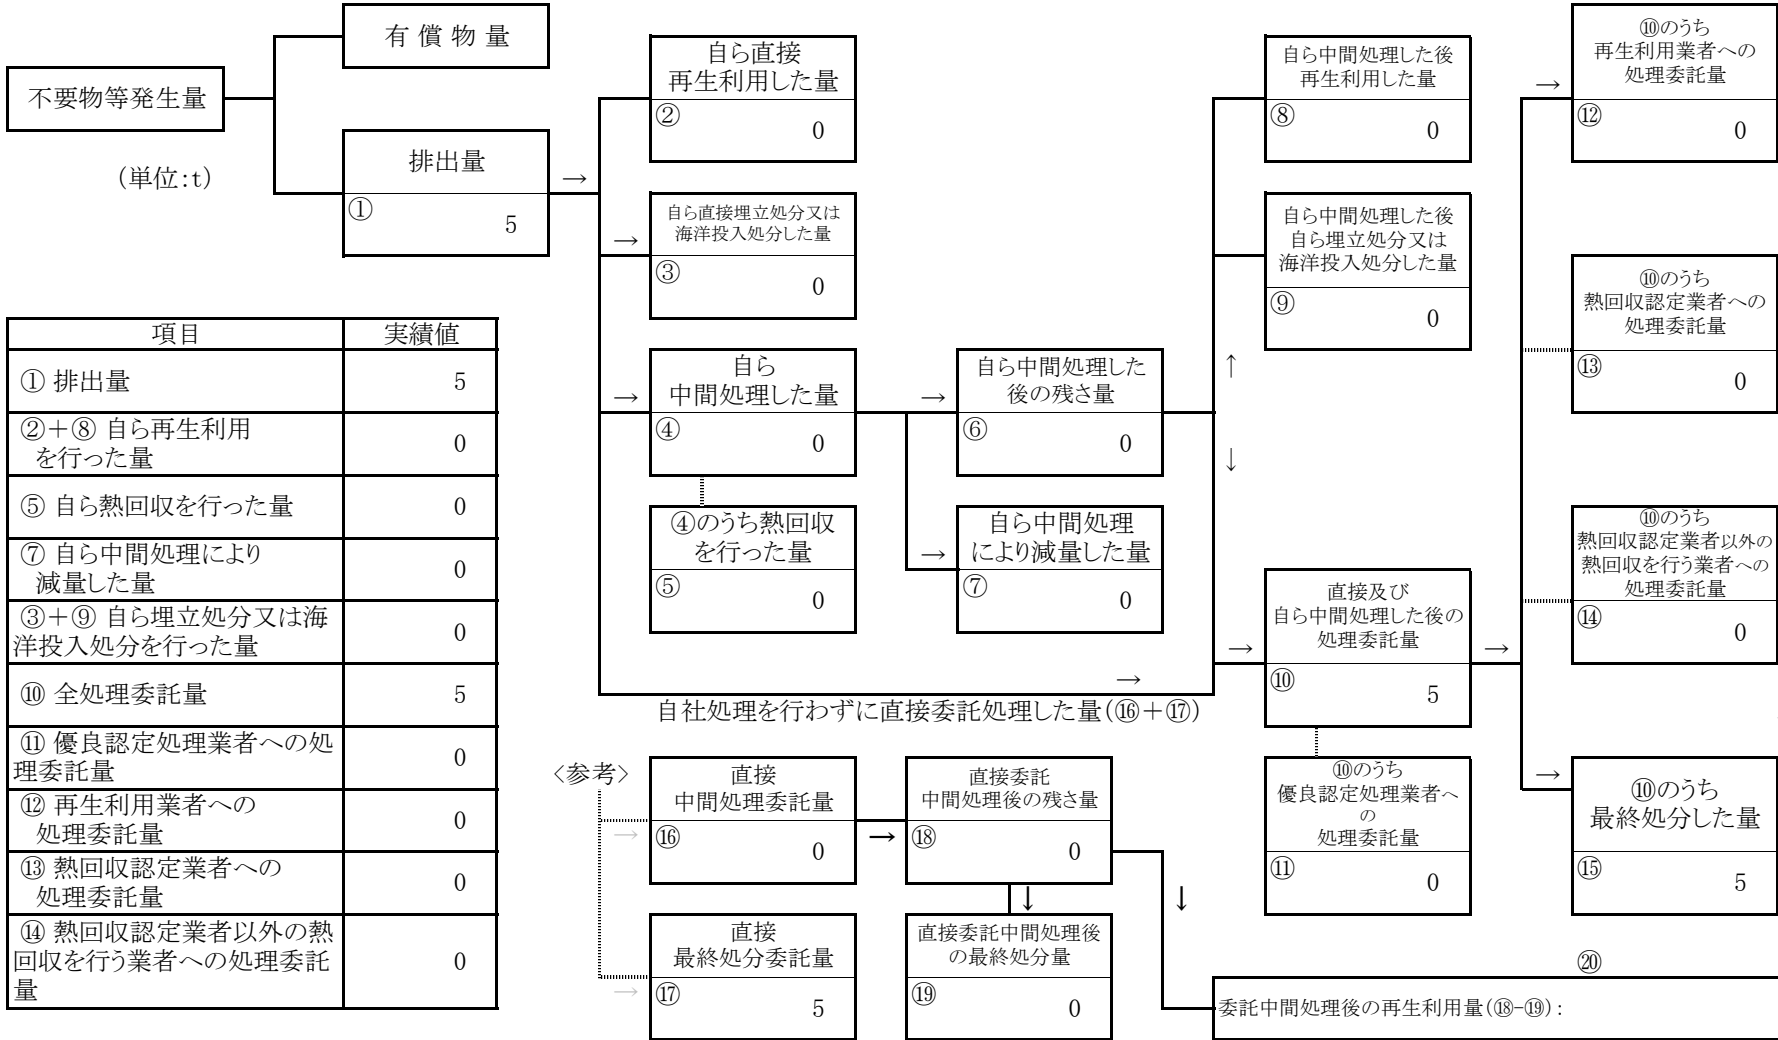 不要物等発生量
有 償 物 量
(単位:t)
排出量
①
5
→
自ら直接
再生利用した量
②
0
→
自ら直接埋立処分又は
海洋投入処分した量
③
0
→
自ら
中間処理した量
④
0
④のうち熱回収
を行った量
⑤
0
→
自ら中間処理した
後の残さ量
⑥
0
→
自ら中間処理
により減量した量
⑦
0
自ら中間処理した後
再生利用した量
⑧
0
自ら中間処理した後
自ら埋立処分又は
海洋投入処分した量
⑨
0
↑
↓
→
直接及び
自ら中間処理した後の
処理委託量
⑩
5
→
⑩のうち
優良認定処理業者へ
の
処理委託量
⑪
0
→
⑩のうち
再生利用業者への
処理委託量
⑫
0
⑩のうち
熱回収認定業者への
処理委託量
⑬
0
⑩のうち
熱回収認定業者以外の
熱回収を行う業者への
処理委託量
⑭
0
→
⑩のうち
最終処分した量
⑮
5
→
自社処理を行わずに直接委託処理した量(⑯+⑰)
〈参考〉
→
直接
中間処理委託量
⑯
0
→
直接
最終処分委託量
⑰
5
→
直接委託
中間処理後の残さ量
⑱
0
↓
直接委託中間処理後
の最終処分量
⑲
0
↓
⑳
委託中間処理後の再生利用量(⑱-⑲):
項目 実績値
① 排出量 5
②+⑧ 自ら再生利用
を行った量 0
⑤ 自ら熱回収を行った量 0
⑦ 自ら中間処理により
減量した量 0
③+⑨ 自ら埋立処分又は海
洋投入処分を行った量 0
⑩ 全処理委託量 5
⑪ 優良認定処理業者への処
理委託量 0
⑫ 再生利用業者への
処理委託量 0
⑬ 熱回収認定業者への
処理委託量 0
⑭ 熱回収認定業者以外の熱
回収を行う業者への処理委託
量 0